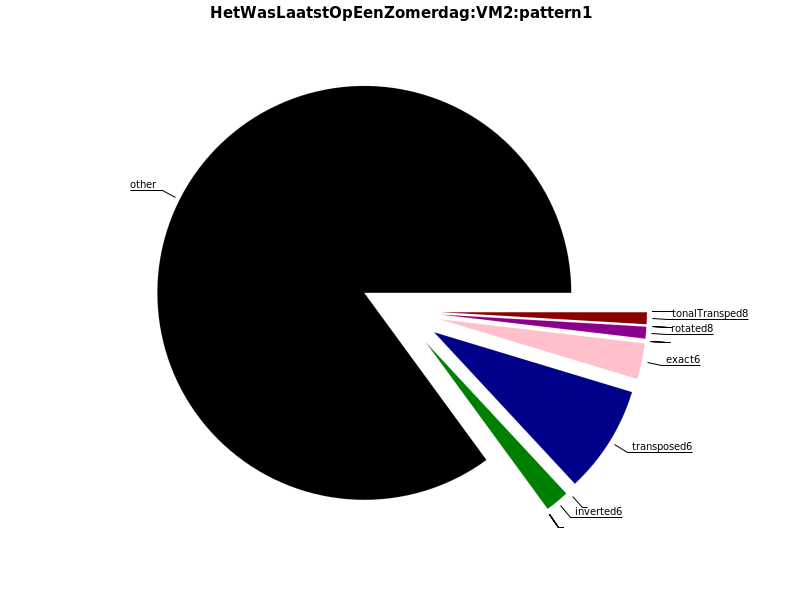 HetWasLaatstOpEenZomerdag:VM2:pattern1
other
tonalTransped8
rotated8
exact6
transposed6
inverted6